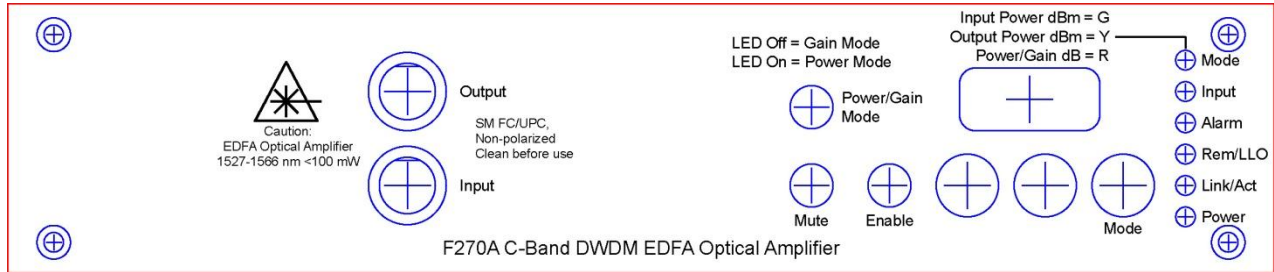 Input Power dBm = G
Output Power dBm = Y
Power/Gain dB = R
LED Off = Gain Mode
LED On = Power Mode
Power/Gain
Mode
Caution:
EDFA Optical Amplifier
1527-1566 nm <100 mW
Output
SM FC/UPC,
Non-polarized
Clean before use
Input
Mute
Enable
Mode
Mode
Input
Alarm
Rem/LLO
Link/Act
Power
F270A C-Band DWDM EDFA Optical Amplifier